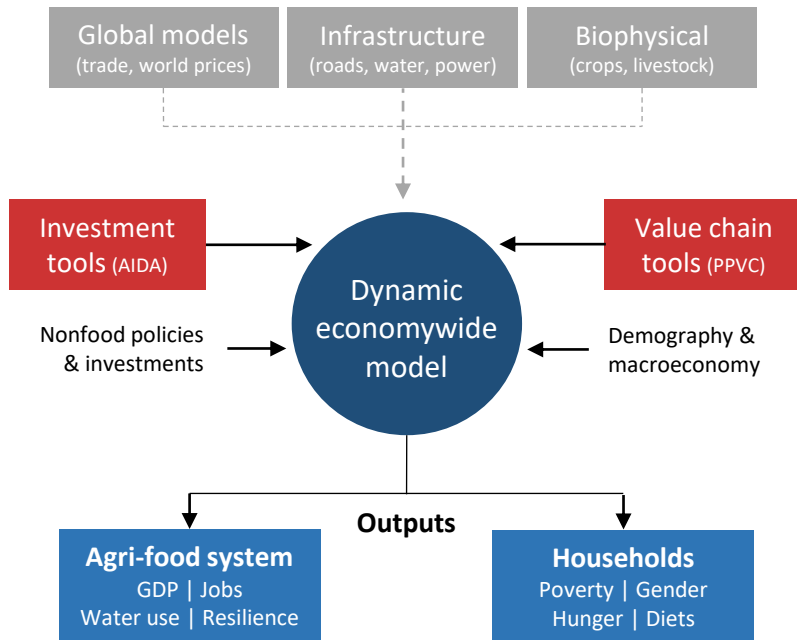 Global models
(trade, world prices)
Infrastructure
(roads, water, power)
Biophysical
(crops, livestock)
Investment
tools (AIDA)
Value chain
tools (PPVC)
Dynamic
economywide
model
Nonfood policies
& investments
Demography &
macroeconomy
Outputs
Agri-food system
GDP | Jobs
Water use | Resilience
Households
Poverty | Gender
Hunger | Diets